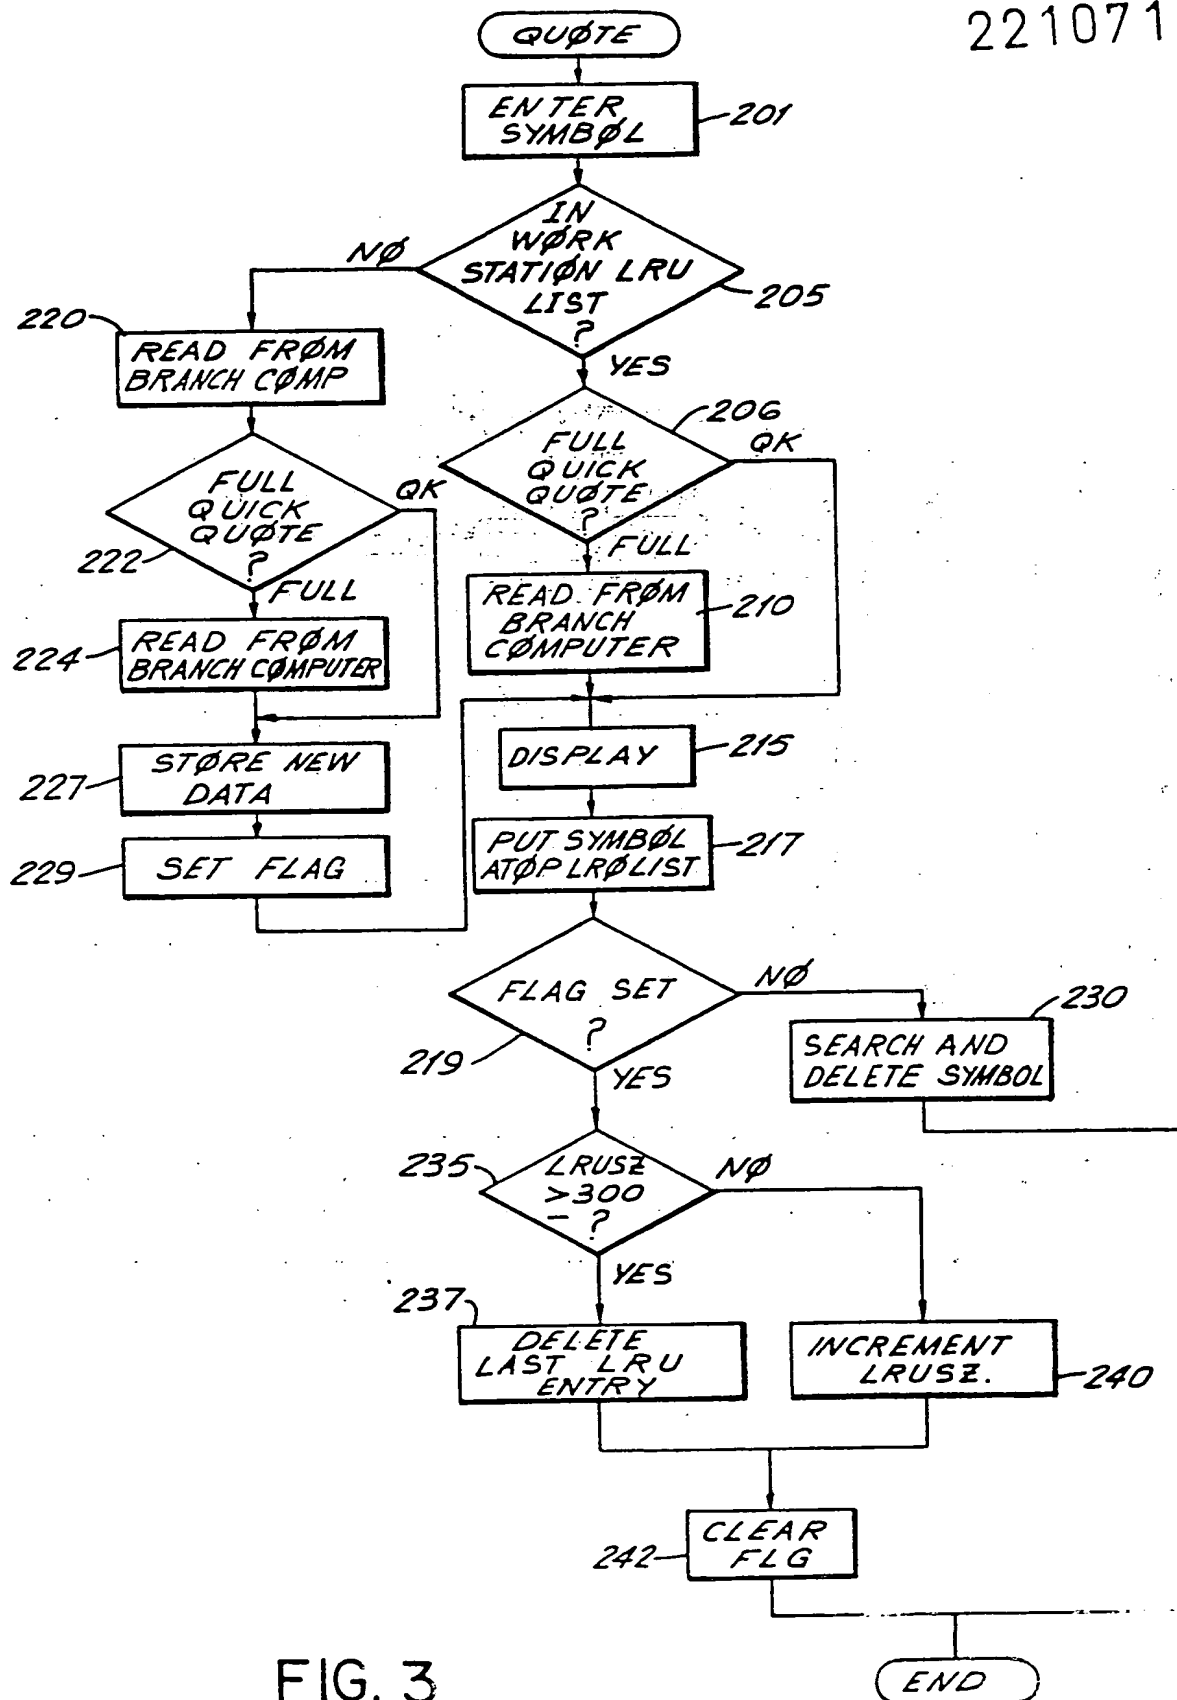 221071
QUØTE
ENTER
SYMBØL
201
IN
WØRK
STATIØN LRU
LIST
?
205
NØ
YES
220
READ FRØM
BRANCH CØMP
206
FULL
QUICK
QUØTE
?
QK
FULL
FULL
QUICK
QUØTE
?
QK
222
FULL
READ FRØM
BRANCH
CØMPUTER
210
224
READ FRØM
BRANCH CØMPUTER
DISPLAY
215
227
STØRE NEW
DATA
PUT SYMBØL
ATØP LRØLIST
217
229
SET FLAG
FLAG SET
?
219
NØ
YES
230
SEARCH AND
DELETE SYMBOL
235
LRUSZ
>300
– ?
NØ
YES
237
DELETE
LAST LRU
ENTRY
INCREMENT
LRUSZ.
240
CLEAR
FLG
242
END
FIG. 3